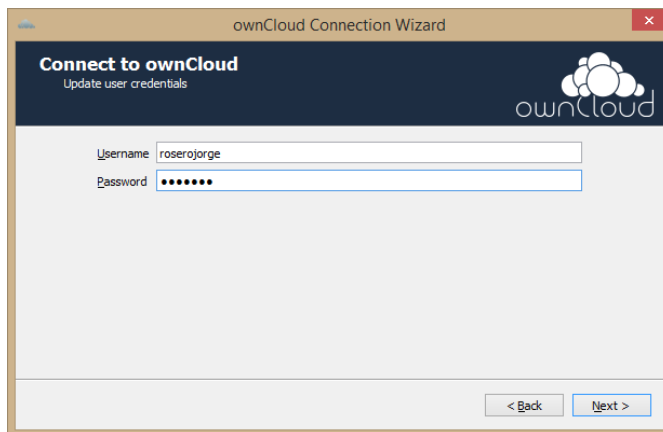 ownCloud Connection Wizard
Connect to ownCloud
Update user credentials
ownCloud
Username roserojorge
Password •••••••
< Back Next >